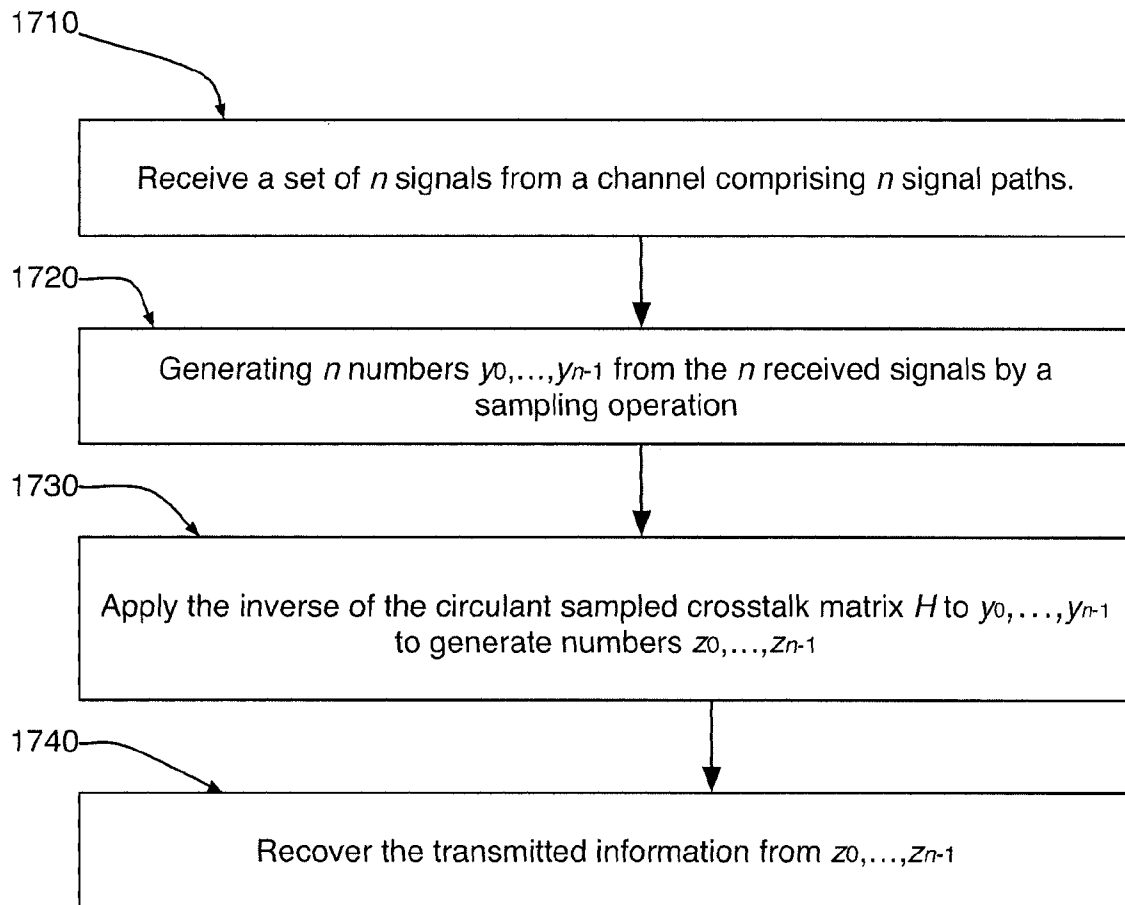 1710
Receive a set of n signals from a channel comprising n signal paths.
1720
Generating n numbers y0,...,yn-1 from the n received signals by a
sampling operation
1730
Apply the inverse of the circulant sampled crosstalk matrix H to y0,...,yn-1
to generate numbers z0,...,zn-1
1740
Recover the transmitted information from z0,...,zn-1